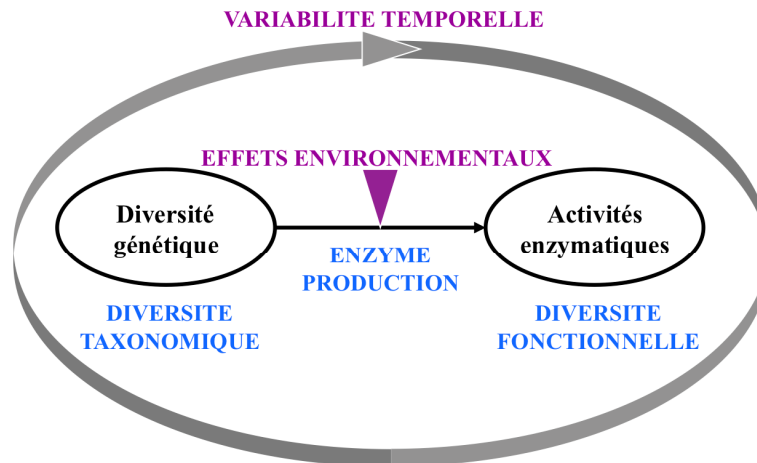 VARIABILITE TEMPORELLE
EFFETS ENVIRONNEMENTAUX
Diversité
génétique
Activités
enzymatiques
ENZYME
PRODUCTION
DIVERSITE
TAXONOMIQUE
DIVERSITE
FONCTIONNELLE